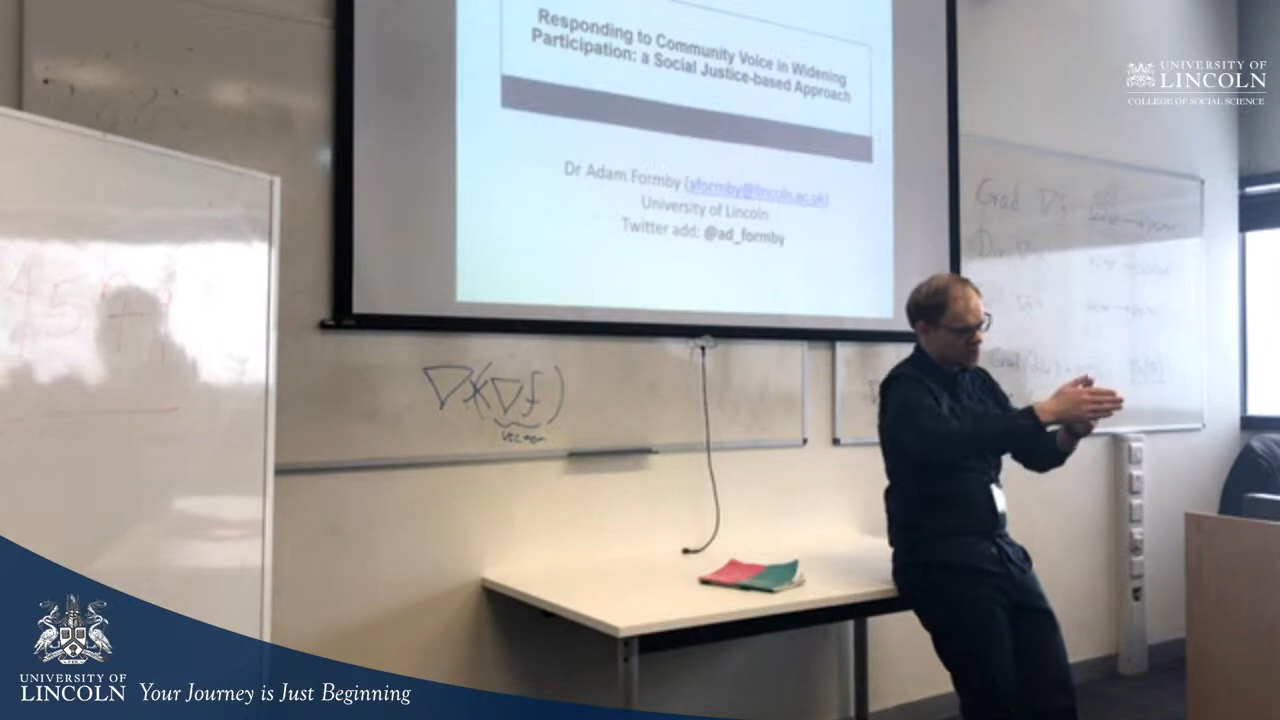 Responding to Community Voice in Widening
Participation: a Social Justice-based Approach
Dr Adam Formby (aformby@lincoln.ac.uk)
University of Lincoln
Twitter add: @ad_formby
UNIVERSITY OF
LINCOLN
COLLEGE OF SOCIAL SCIENCE
Grad ∇f
∇×(∇f)
vector
UNIVERSITY OF
LINCOLN
Your Journey is Just Beginning